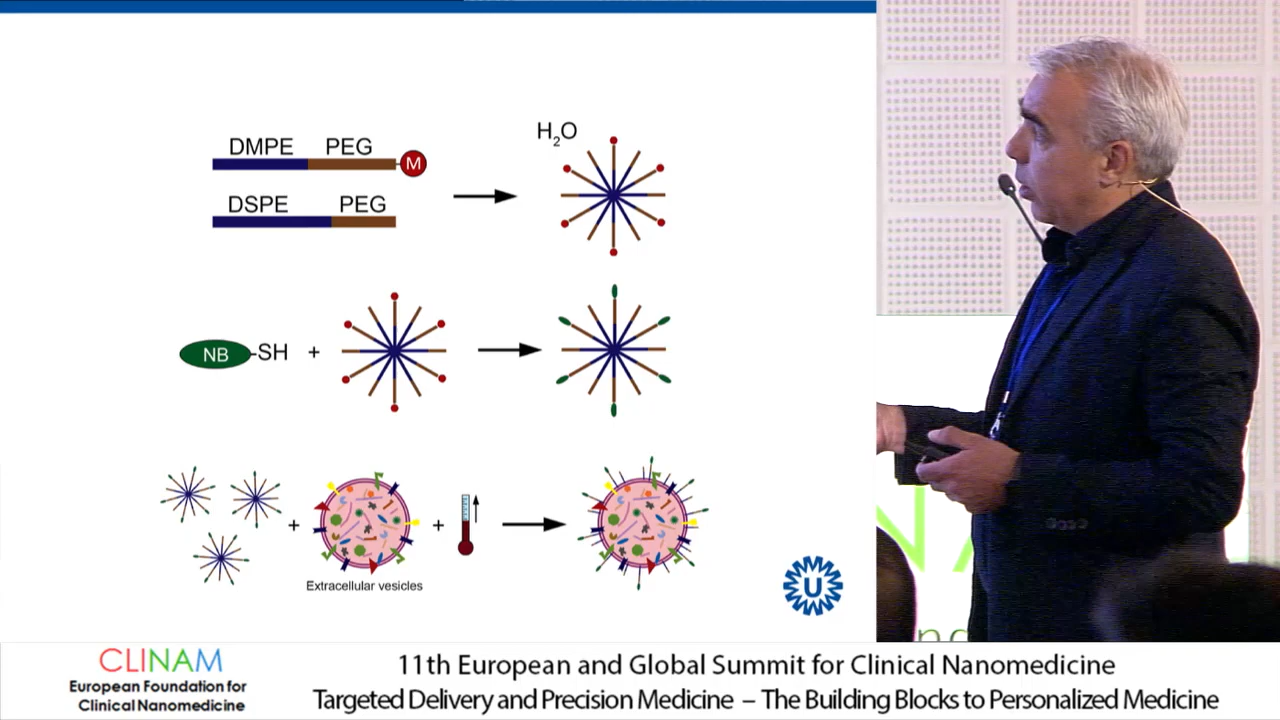 DMPE PEG
M
H₂O
DSPE PEG
NB -SH +
+ + 
Extracellular vesicles
U
CLINAM
European Foundation for
Clinical Nanomedicine
11th European and Global Summit for Clinical Nanomedicine
Targeted Delivery and Precision Medicine – The Building Blocks to Personalized Medicine